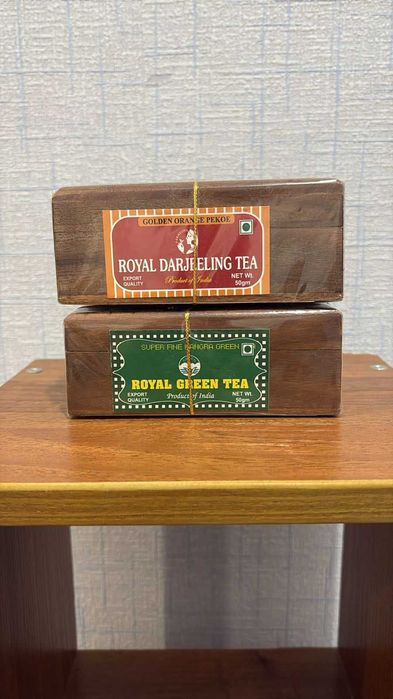 GOLDEN ORANGE PEKOE
ROYAL DARJEELING TEA
Product of India
EXPORT
QUALITY
NET WT.
50gm
SUPER FINE KANGRA GREEN
ROYAL GREEN TEA
Product of India
EXPORT
QUALITY
NET Wt.
50gm